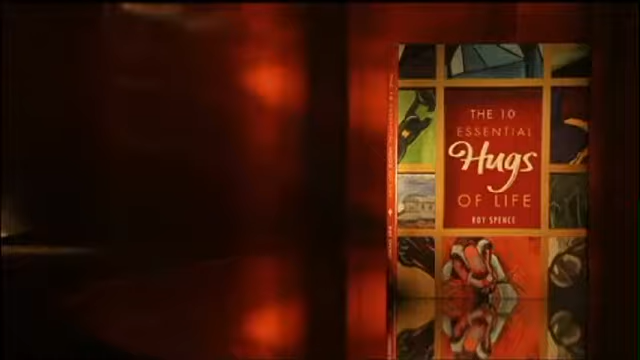 THE 10
ESSENTIAL
Hugs
OF LIFE
ROY SPENCE